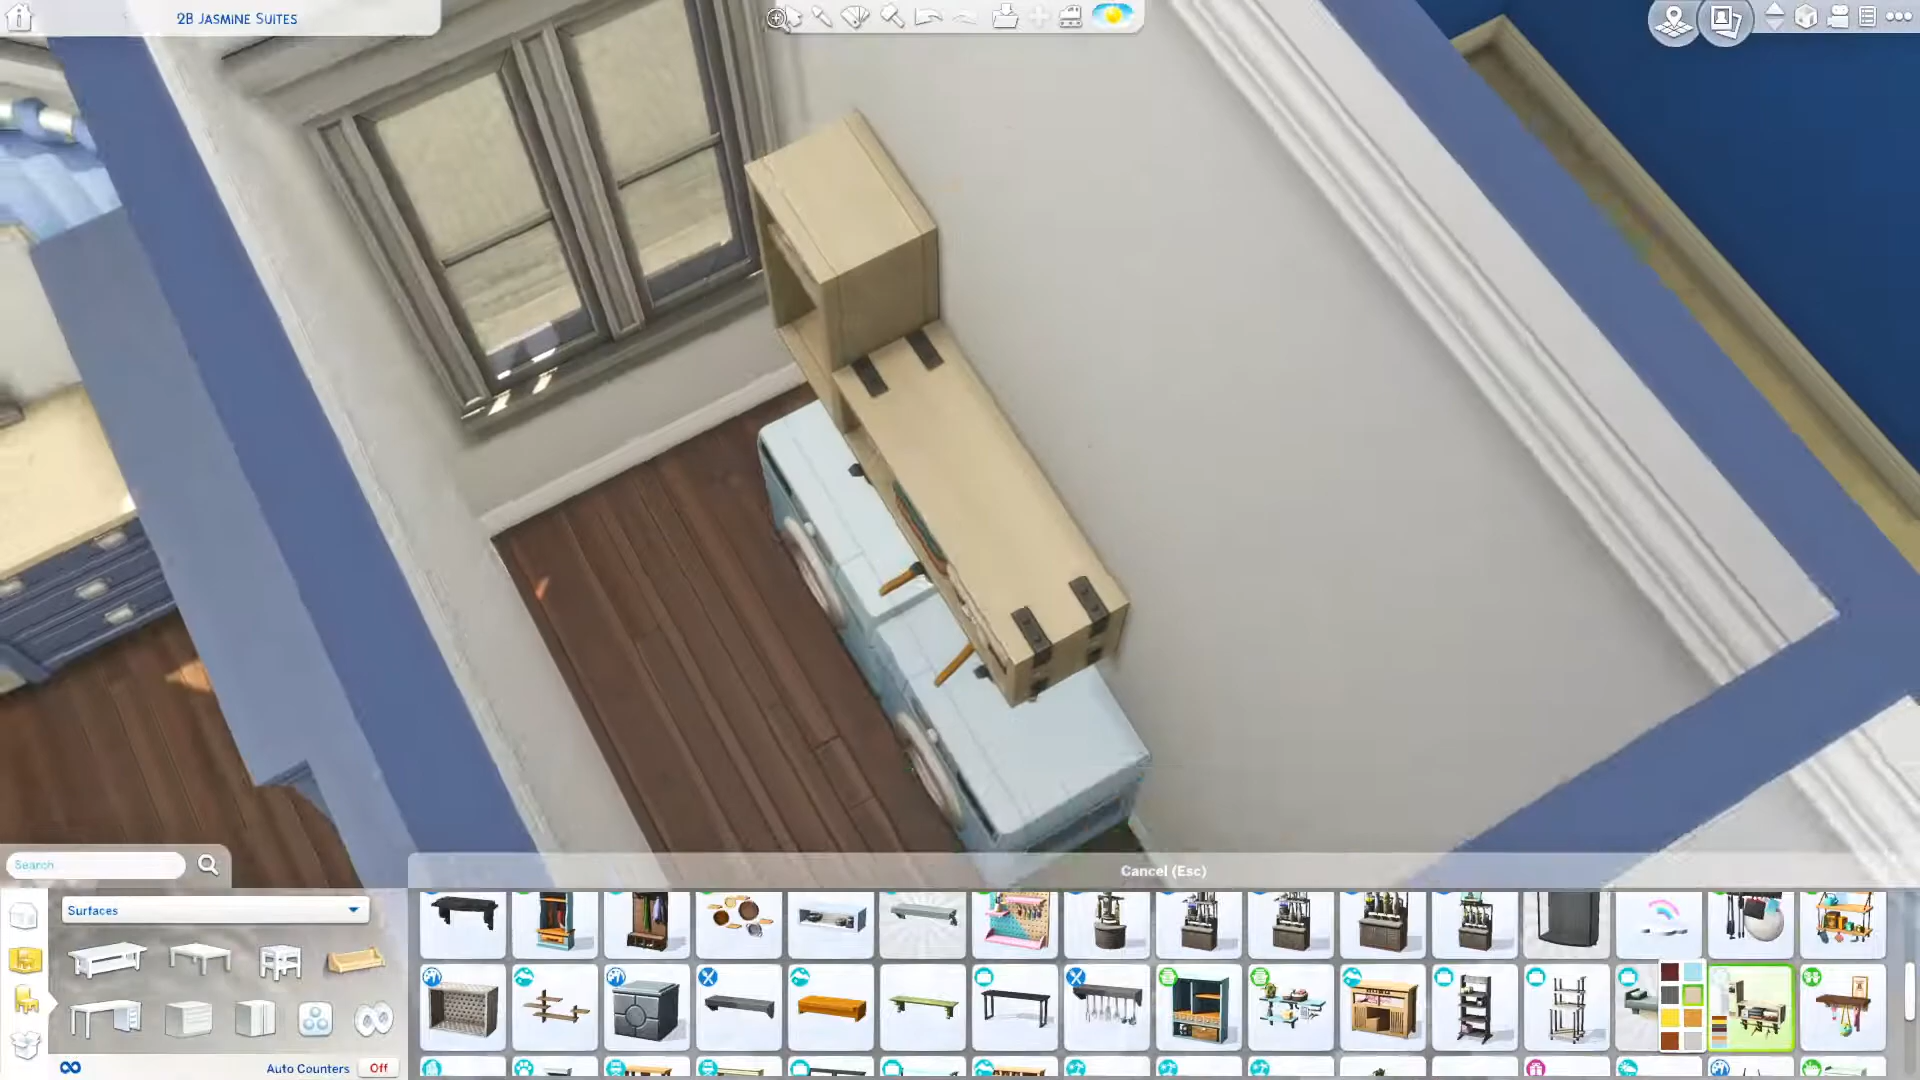 2B Jasmine Suites
Cancel (Esc)
Search
Surfaces
Auto Counters Off